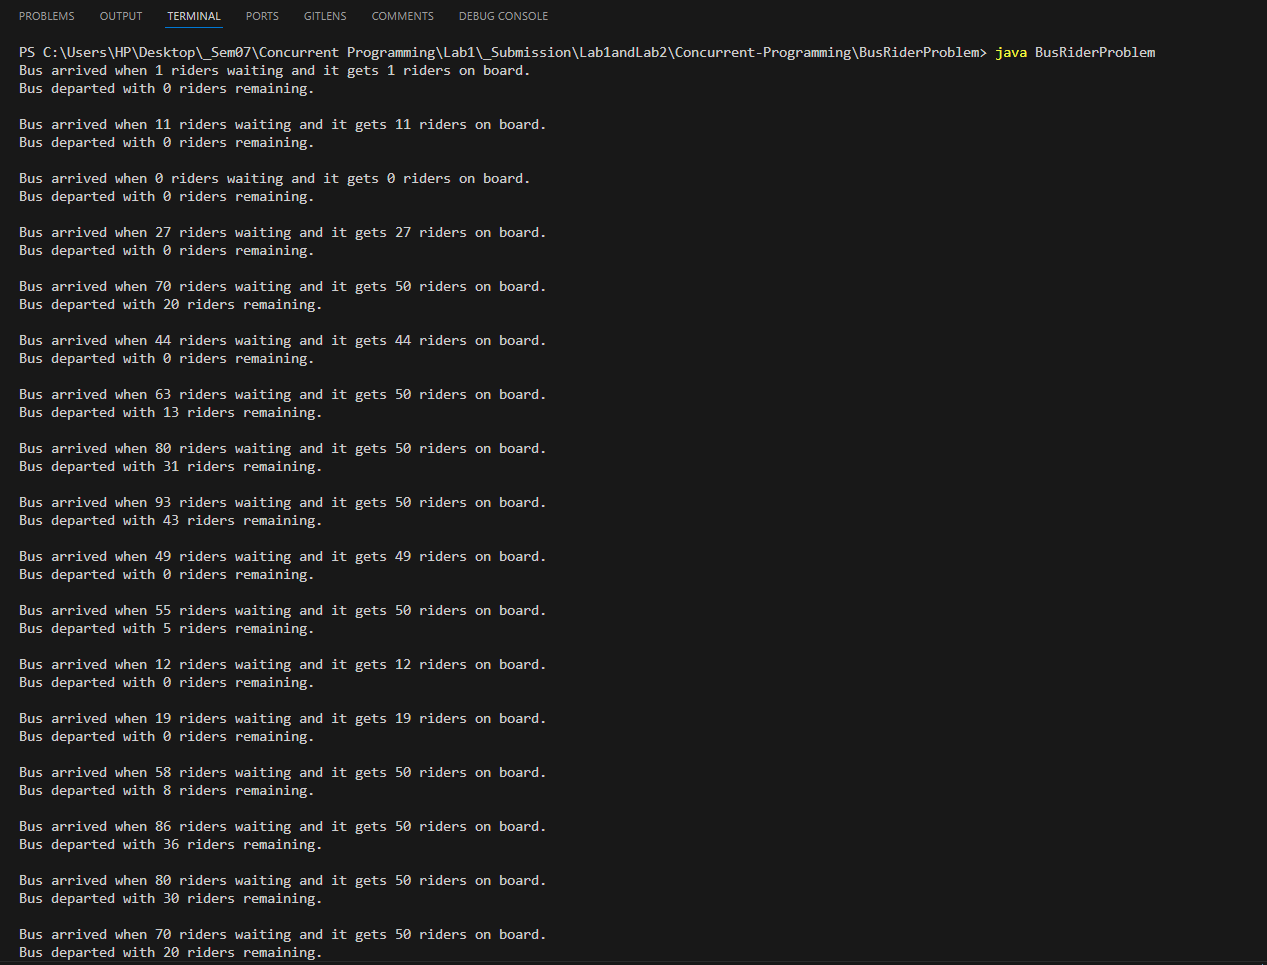 PROBLEMS OUTPUT TERMINAL PORTS GITLENS COMMENTS DEBUG CONSOLE
PS C:\Users\HP\Desktop\_Sem07\Concurrent Programming\Lab1\_Submission\Lab1andLab2\Concurrent-Programming\BusRiderProblem> java BusRiderProblem
Bus arrived when 1 riders waiting and it gets 1 riders on board.
Bus departed with 0 riders remaining.
Bus arrived when 11 riders waiting and it gets 11 riders on board.
Bus departed with 0 riders remaining.
Bus arrived when 0 riders waiting and it gets 0 riders on board.
Bus departed with 0 riders remaining.
Bus arrived when 27 riders waiting and it gets 27 riders on board.
Bus departed with 0 riders remaining.
Bus arrived when 70 riders waiting and it gets 50 riders on board.
Bus departed with 20 riders remaining.
Bus arrived when 44 riders waiting and it gets 44 riders on board.
Bus departed with 0 riders remaining.
Bus arrived when 63 riders waiting and it gets 50 riders on board.
Bus departed with 13 riders remaining.
Bus arrived when 80 riders waiting and it gets 50 riders on board.
Bus departed with 31 riders remaining.
Bus arrived when 93 riders waiting and it gets 50 riders on board.
Bus departed with 43 riders remaining.
Bus arrived when 49 riders waiting and it gets 49 riders on board.
Bus departed with 0 riders remaining.
Bus arrived when 55 riders waiting and it gets 50 riders on board.
Bus departed with 5 riders remaining.
Bus arrived when 12 riders waiting and it gets 12 riders on board.
Bus departed with 0 riders remaining.
Bus arrived when 19 riders waiting and it gets 19 riders on board.
Bus departed with 0 riders remaining.
Bus arrived when 58 riders waiting and it gets 50 riders on board.
Bus departed with 8 riders remaining.
Bus arrived when 86 riders waiting and it gets 50 riders on board.
Bus departed with 36 riders remaining.
Bus arrived when 80 riders waiting and it gets 50 riders on board.
Bus departed with 30 riders remaining.
Bus arrived when 70 riders waiting and it gets 50 riders on board.
Bus departed with 20 riders remaining.